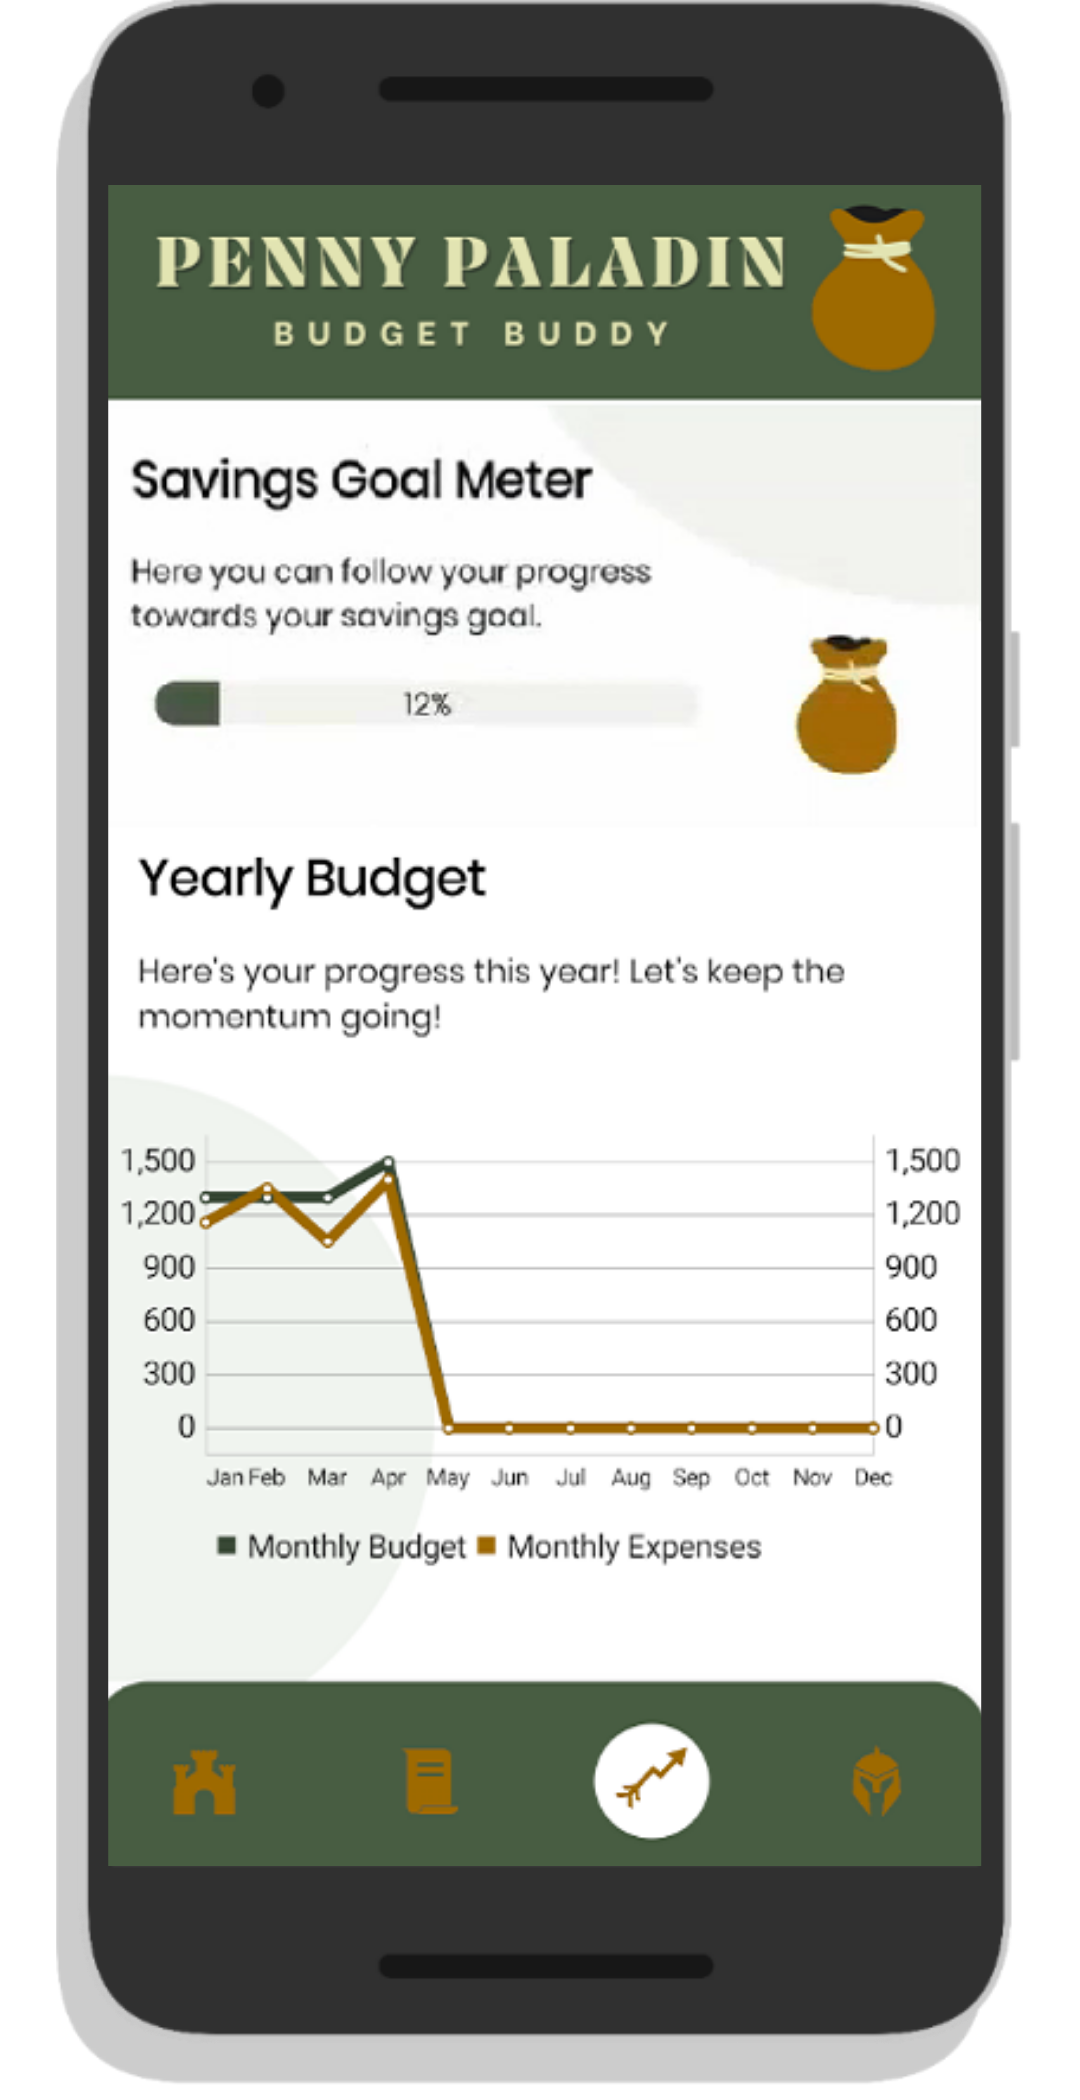 PENNY PALADIN
BUDGET BUDDY
Savings Goal Meter
Here you can follow your progress
towards your savings goal.
12%
Yearly Budget
Here's your progress this year! Let's keep the
momentum going!
1,500 1,500
1,200 1,200
900 900
600 600
300 300
0 0
Jan Feb Mar Apr May Jun Jul Aug Sep Oct Nov Dec
Monthly Budget Monthly Expenses